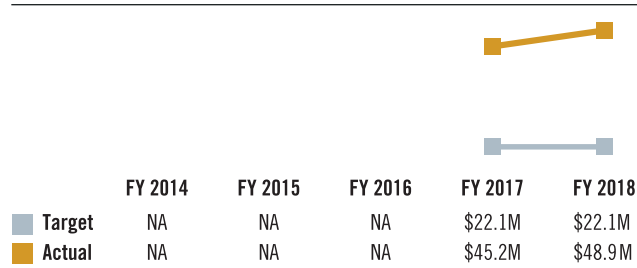 FY 2014 FY 2015 FY 2016 FY 2017 FY 2018
Target NA NA NA $22.1M $22.1M
Actual NA NA NA $45.2M $48.9M